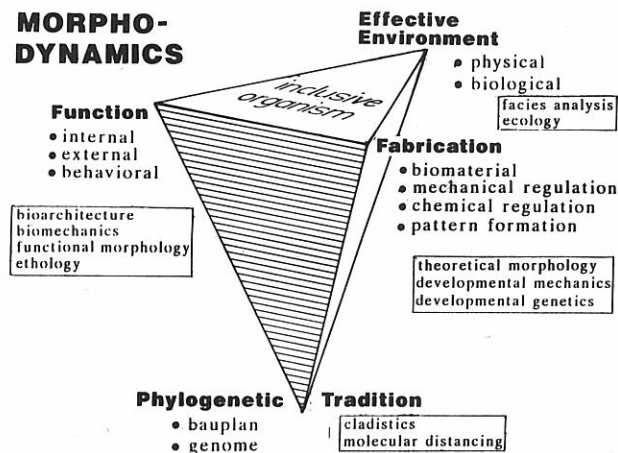 MORPHO-
DYNAMICS
Effective
Environment
• physical
• biological
facies analysis
ecology
inclusive
organism
Function
• internal
• external
• behavioral
bioarchitecture
biomechanics
functional morphology
ethology
Fabrication
• biomaterial
• mechanical regulation
• chemical regulation
• pattern formation
theoretical morphology
developmental mechanics
developmental genetics
Phylogenetic Tradition
• bauplan
• genome
cladistics
molecular distancing